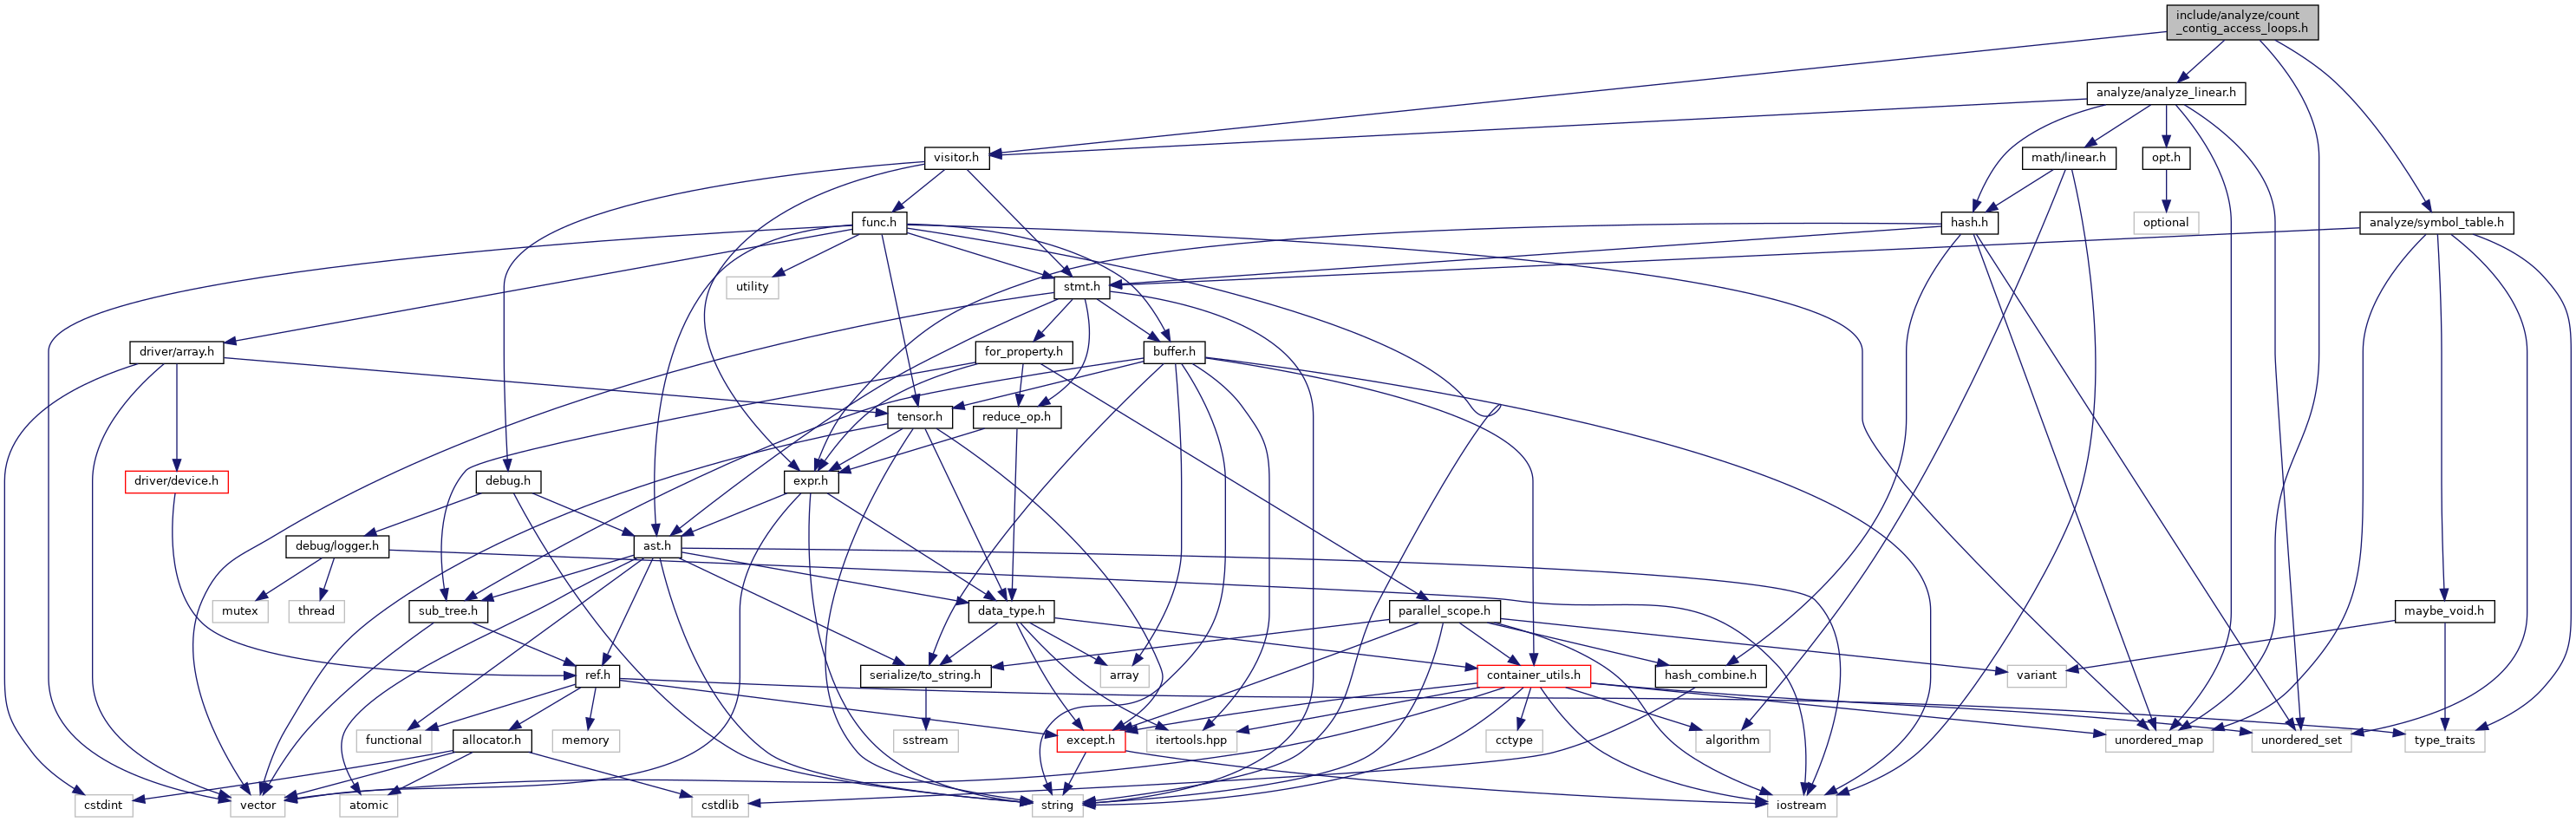 include/analyze/count
_contig_access_loops.h
analyze/analyze_linear.h
visitor.h
math/linear.h
opt.h
func.h
hash.h
optional
analyze/symbol_table.h
utility
stmt.h
driver/array.h
for_property.h
buffer.h
tensor.h
reduce_op.h
driver/device.h
debug.h
expr.h
debug/logger.h
ast.h
mutex
thread
sub_tree.h
data_type.h
parallel_scope.h
maybe_void.h
ref.h
serialize/to_string.h
array
container_utils.h
hash_combine.h
variant
functional
allocator.h
memory
sstream
except.h
itertools.hpp
cctype
algorithm
unordered_map
unordered_set
type_traits
cstdint
vector
atomic
cstdlib
string
iostream